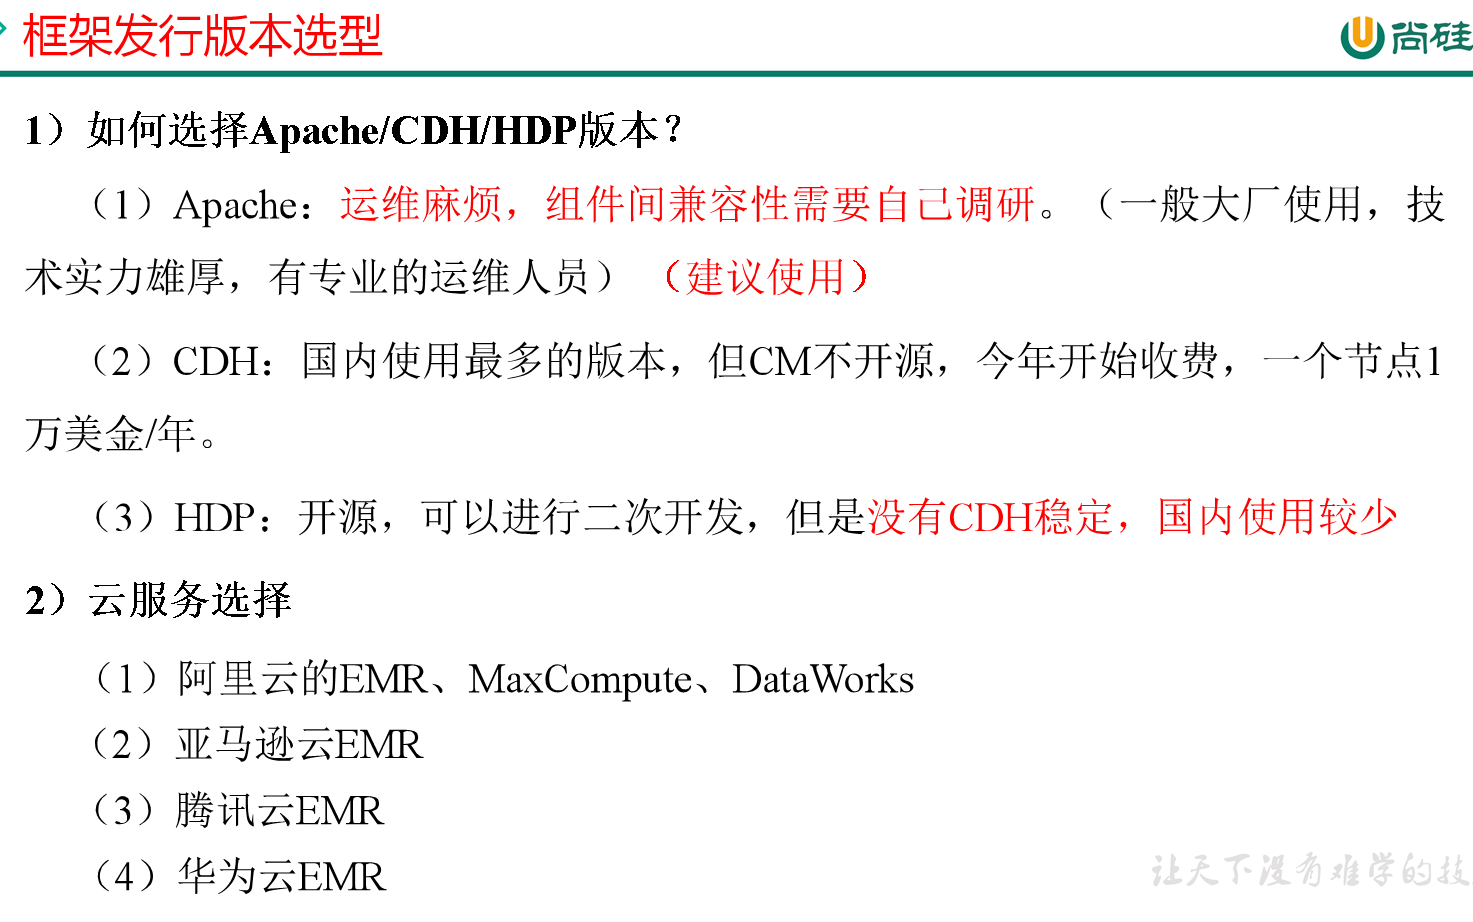 框架发行版本选型
尚硅
1）如何选择Apache/CDH/HDP版本？
（1）Apache：运维麻烦，组件间兼容性需要自己调研。（一般大厂使用，技
术实力雄厚，有专业的运维人员）（建议使用）
（2）CDH：国内使用最多的版本，但CM不开源，今年开始收费，一个节点1
万美金/年。
（3）HDP：开源，可以进行二次开发，但是没有CDH稳定，国内使用较少
2）云服务选择
（1）阿里云的EMR、MaxCompute、DataWorks
（2）亚马逊云EMR
（3）腾讯云EMR
（4）华为云EMR
让天下没有难学的技